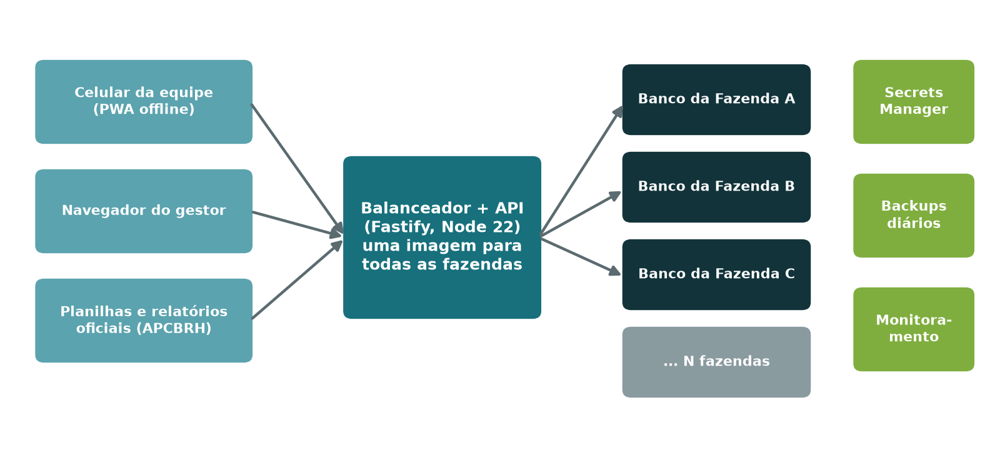 Celular da equipe
(PWA offline)
Navegador do gestor
Planilhas e relatórios
oficiais (APCBRH)
Balanceador + API
(Fastify, Node 22)
uma imagem para
todas as fazendas
Banco da Fazenda A
Banco da Fazenda B
Banco da Fazenda C
... N fazendas
Secrets
Manager
Backups
diários
Monitora-
mento